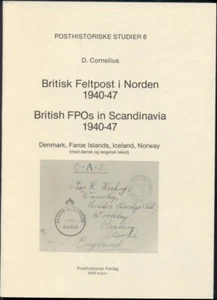 POSTHISTORISKE STUDIER 6
D. Cornelius
Britisk Feltpost i Norden
1940-47
British FPOs in Scandinavia
1940-47
Denmark, Faroe Islands, Iceland, Norway
(med dansk og engelsk tekst)
O-A-S
England
Posthistorisk Forlag